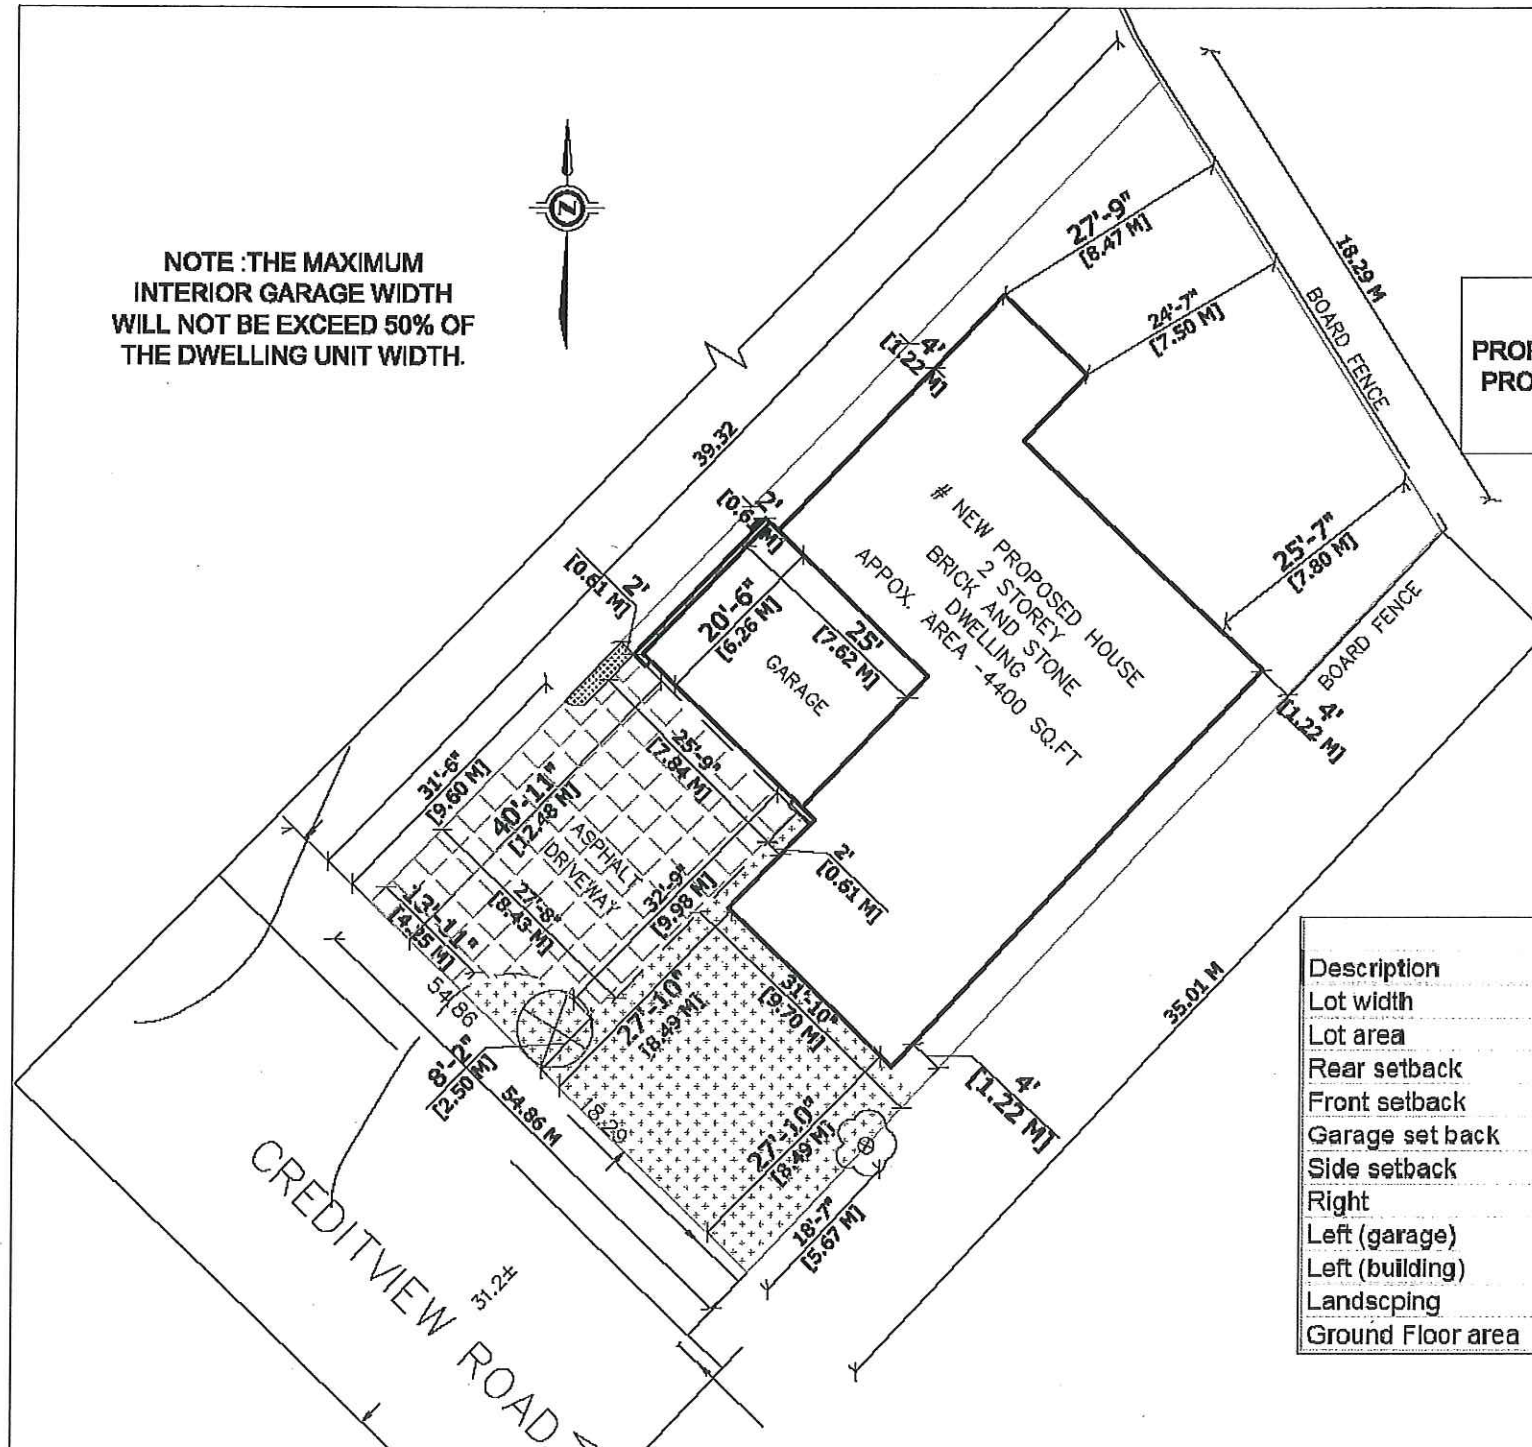 NOTE :THE MAXIMUM
INTERIOR GARAGE WIDTH
WILL NOT BE EXCEED 50% OF
THE DWELLING UNIT WIDTH.
N
27'-9"
[8.47 M]
24'-7"
[7.50 M]
18.29 M
BOARD FENCE
PRO
4'
[1.22 M]
39.32
2'
[0.61 M]
2'
[0.61 M]
20'-6"
[6.26 M]
25'
[7.62 M]
GARAGE
# NEW PROPOSED HOUSE
2 STOREY
BRICK AND STONE
DWELLING
APPOX. AREA -4400 SQ.FT
25'-7"
[7.80 M]
BOARD FENCE
4'
[1.22 M]
31'-6"
[9.60 M]
40'-11"
[12.48 M]
25'-9"
[7.84 M]
ASPHALT
DRIVEWAY
27'-8"
[8.43 M]
32'-9"
[9.98 M]
2'
[0.61 M]
13'-11"
[4.25 M]
54.86
8'-2"
[2.50 M]
54.86 M
18.29
27'-10"
[8.49 M]
31'-10"
[9.70 M]
27'-10"
[8.49 M]
4'
[1.22 M]
18'-7"
[5.67 M]
35.01 M
CREDITVIEW ROAD
31.2±
Description
Lot width
Lot area
Rear setback
Front setback
Garage set back
Side setback
Right
Left (garage)
Left (building)
Landscping
Ground Floor area